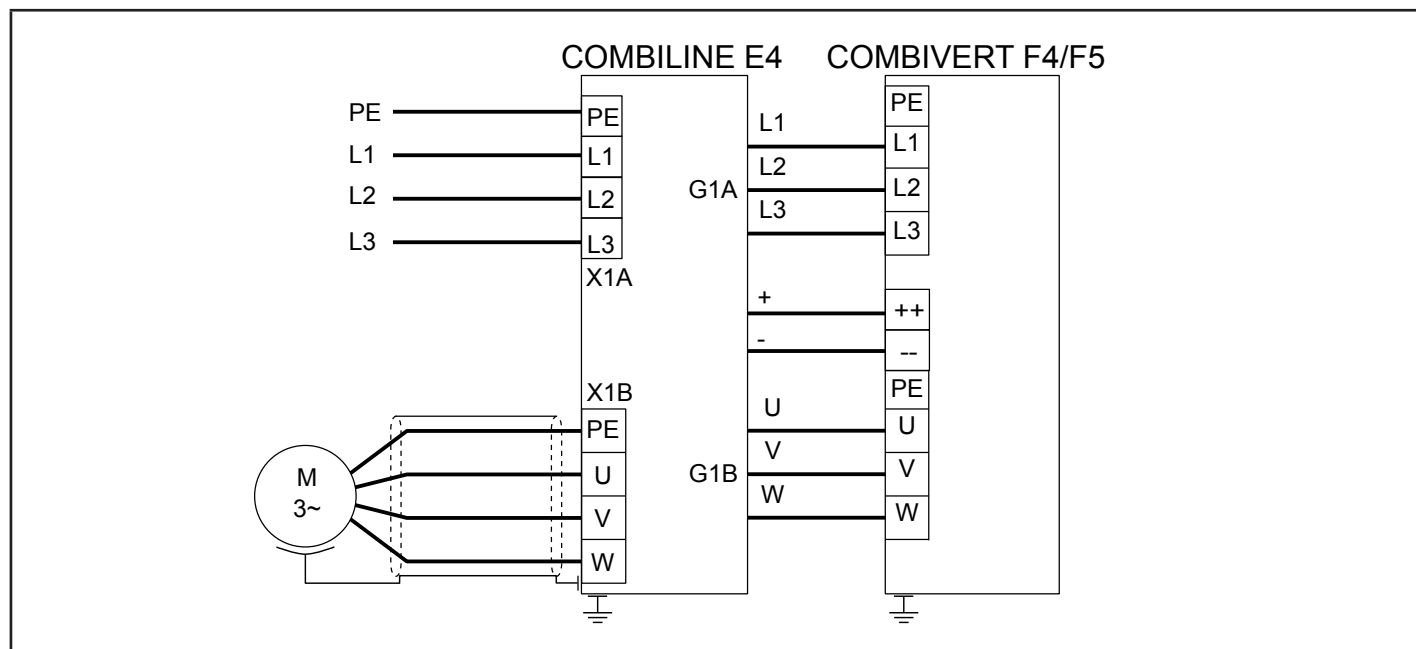 COMBILINE E4
COMBIVERT F4/F5
PE
L1
L2
L3
PE
L1
L2
L3
X1A
G1A
L1
L2
L3
PE
L1
L2
L3
+
-
++
--
PE
X1B
PE
U
V
W
M
3~
G1B
U
V
W
U
V
W